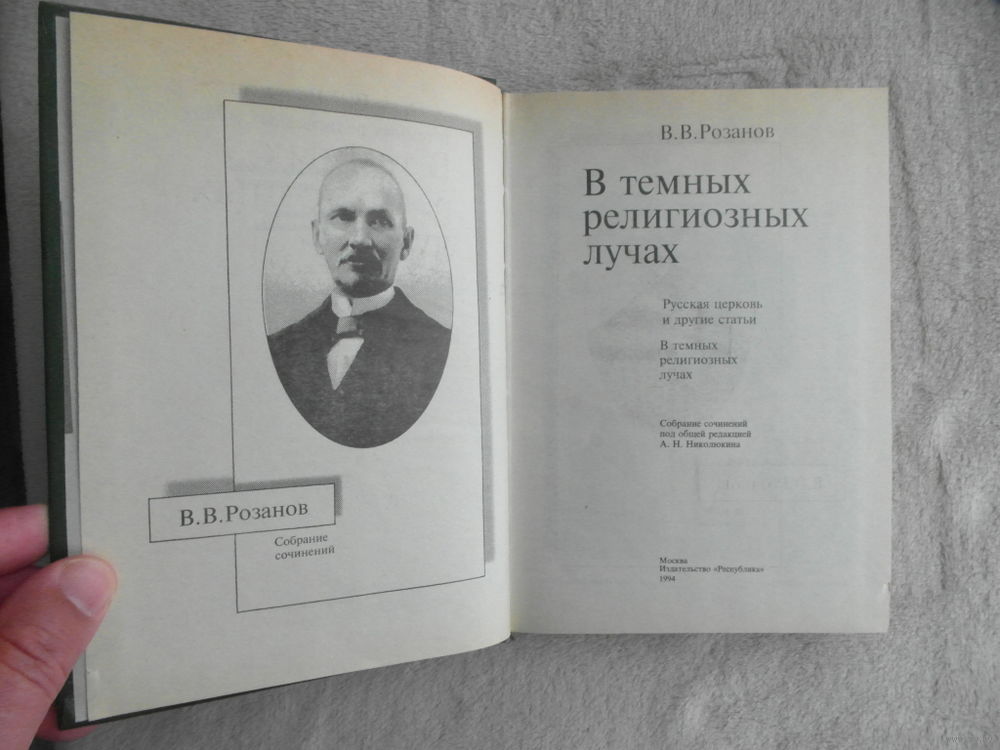 В.В.Розанов
Собрание
сочинений
В.В.Розанов
В темных
религиозных
лучах
Русская церковь
и другие статьи
В темных
религиозных
лучах
Собрание сочинений
под общей редакцией
А. Н. Николюкина
Москва
Издательство «Республика»
1994